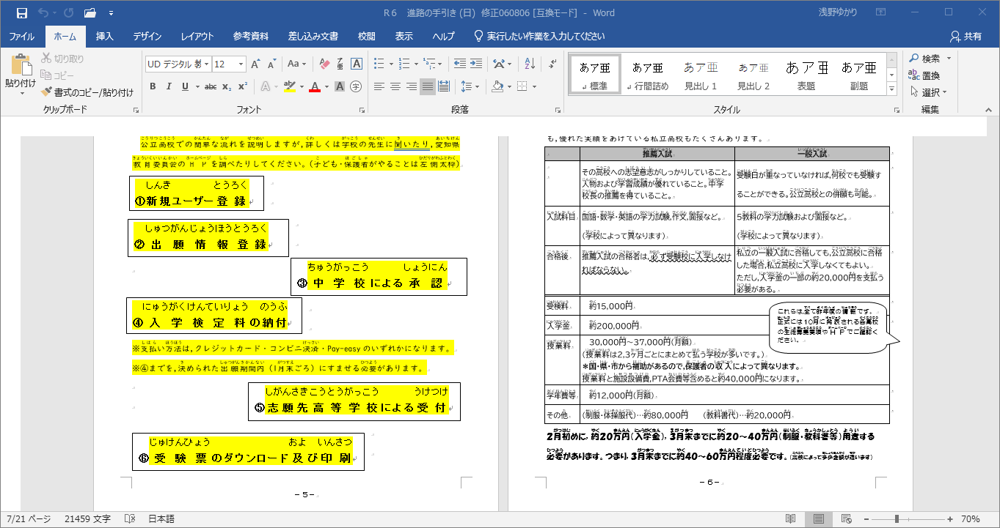 R６　進路の手引き (日)　修正060806 [互換モード] - Word
浅野ゆかり
ファイル ホーム 挿入 デザイン レイアウト 参考資料 差し込み文書 校閲 表示 ヘルプ 実行したい作業を入力してください 共有
貼り付け
切り取り
コピー
書式のコピー/貼り付け
クリップボード
UD デジタル 教 12
フォント
段落
あア亜 あア亜 あア亜 あア亜 あア亜 あア亜
標準 行間詰め 見出し 1 見出し 2 表題 副題
スタイル
検索
置換
選択
編集
公立高校での簡単な流れを説明しますが,詳しくは学校の先生に聞いたり,愛知県
教育委員会のＨＰを調べたりしてください。(子ども・保護者がやることは左側太枠)
しんき とうろく
①新規ユーザー登録
しゅつがんじょうほうとうろく
②出願情報登録
ちゅうがっこう しょうにん
③中学校による承認
にゅうがくけんていりょう のうふ
④入学検定料の納付
※支払い方法は,クレジットカード・コンビニ決済・Pay-easyのいずれかになります。
※④までを,決められた出願期間内(1月末ごろ)にすませる必要があります。
しがんさきこうとうがっこう うけつけ
⑤志願先高等学校による受付
じゅけんひょう およ いんさつ
⑥受験票のダウンロード及び印刷
－5－
も,優れた実績をあげている私立高校もたくさんあります。
推薦入試 一般入試
その高校への志望意志がしっかりしていること。
人物および学習成績が優れていること。中学
校長の推薦を得ていること。
受験日が重なっていなければ,何校でも受験す
ることができる。公立高校との併願も可能。
入試科目
国語・数学・英語の学力試験,作文,面接など。
(学校によって異なります)
5教科の学力試験および面接など。
(学校によって異なります)
合格後
推薦入試の合格者は,必ず受験校に入学しなけ
ればならない。
私立の一般入試に合格しても,公立高校に合格
した場合,私立高校に入学しなくてもよい。
ただし,入学金の一部の約20,000円を支払う
必要がある。
受検料 約15,000円
入学金 約200,000円
授業料
30,000円～37,000円(月額)
(授業料は2,3ヶ月ごとにまとめて払う学校が多いです。)
＊国・県・市から補助があるので,保護者の収入によって異なります。
授業料と施設設備費,PTA会費等含めると約40,000円になります。
学年費等 約12,000円(月額)
その他 (制服・体操服代)…約80,000円 (教科書代)…約20,000円
これらは,全て昨年度の情報です。
正式には10月に発表される各高校
の生徒募集要項やＨＰでご確認く
ださい。
2月初めに，約20万円(入学金)，3月末までに約20～40万円(制服・教科書等)用意する
必要があります。つまり，3月末までに約40～60万円程度必要です。(高校によって多少金額が違います)
－6－
7/21 ページ 21459 文字 日本語 70%